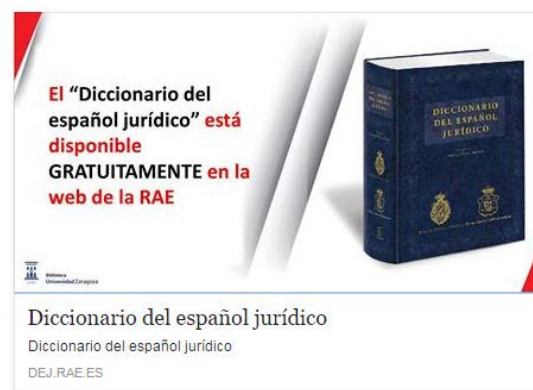 El “Diccionario del
español jurídico” está
disponible
GRATUITAMENTE en la
web de la RAE
DICCIONARIO
DEL ESPAÑOL
JURÍDICO
Biblioteca
Universidad Zaragoza
Diccionario del español jurídico
Diccionario del español jurídico
DEJ.RAE.ES